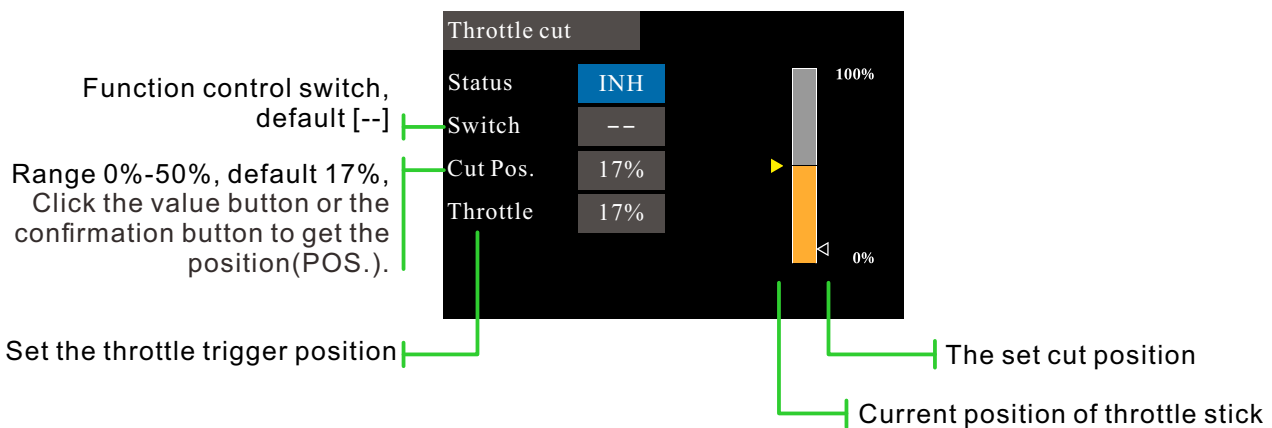 Throttle cut
Function control switch,
default [--]
Range 0%-50%, default 17%,
Click the value button or the
confirmation button to get the
position(POS.).
Set the throttle trigger position
Status INH
Switch --
Cut Pos. 17%
Throttle 17%
100%
0%
The set cut position
Current position of throttle stick